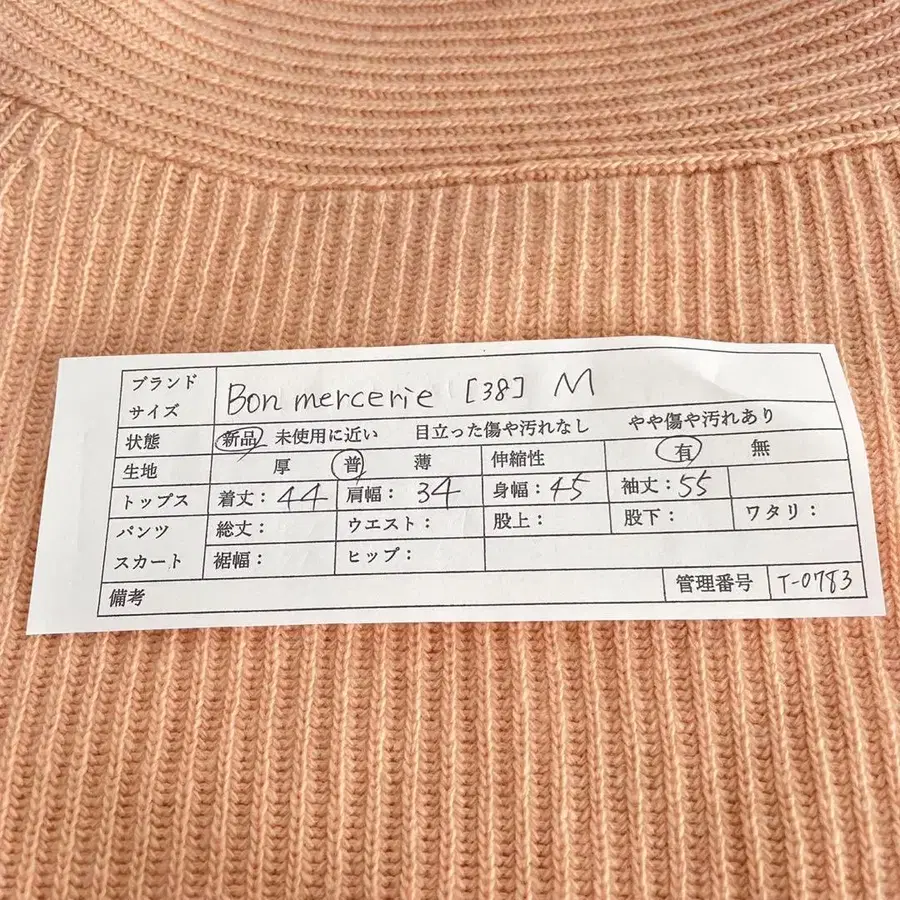 ブランド
サイズ
Bon mercerie [38] M
状態 新品 未使用に近い 目立った傷や汚れなし やや傷や汚れあり
生地 厚 普 薄 伸縮性 有 無
トップス 着丈：44 肩幅：34 身幅：45 袖丈：55
パンツ 総丈： ウエスト： 股上： 股下： ワタリ：
スカート 裾幅： ヒップ：
備考 管理番号 T-0783